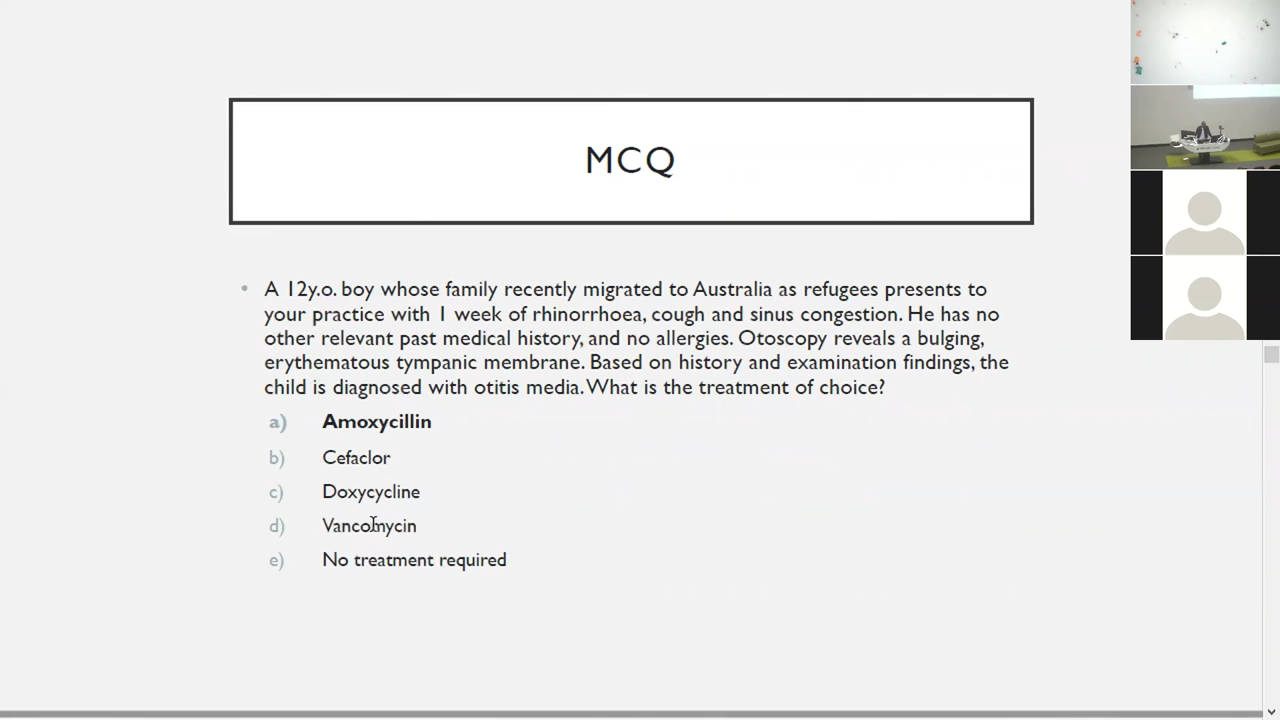 MCQ
• A 12y.o. boy whose family recently migrated to Australia as refugees presents to
your practice with 1 week of rhinorrhoea, cough and sinus congestion. He has no
other relevant past medical history, and no allergies. Otoscopy reveals a bulging,
erythematous tympanic membrane. Based on history and examination findings, the
child is diagnosed with otitis media. What is the treatment of choice?
a) Amoxycillin
b) Cefaclor
c) Doxycycline
d) Vancomycin
e) No treatment required